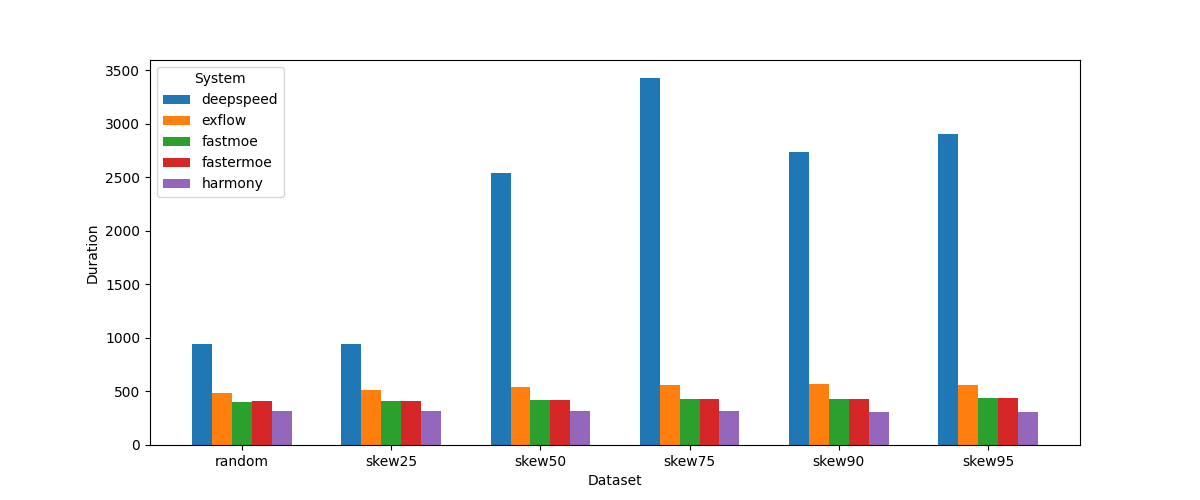 System
deepspeed
exflow
fastmoe
fastermoe
harmony
3500
3000
2500
2000
1500
1000
500
0
Duration
random skew25 skew50 skew75 skew90 skew95
Dataset